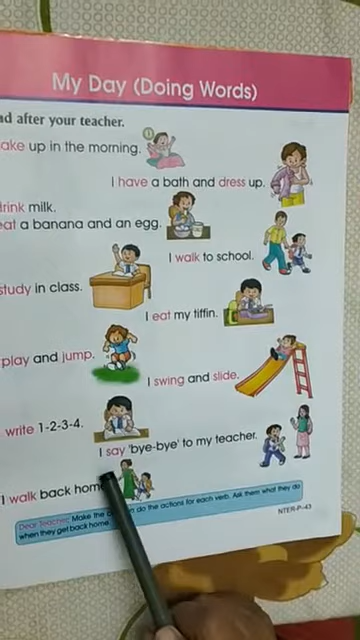 My Day (Doing Words)
ad after your teacher.
ake up in the morning.
I have a bath and dress up.
drink milk.
eat a banana and an egg.
I walk to school.
study in class.
I eat my tiffin.
play and jump.
I swing and slide.
write 1-2-3-4.
I say 'bye-bye' to my teacher.
I walk back hom
Dear Teacher: Make the do the actions for each verb. Ask them what they do
when they get back home.
NTER-P-43